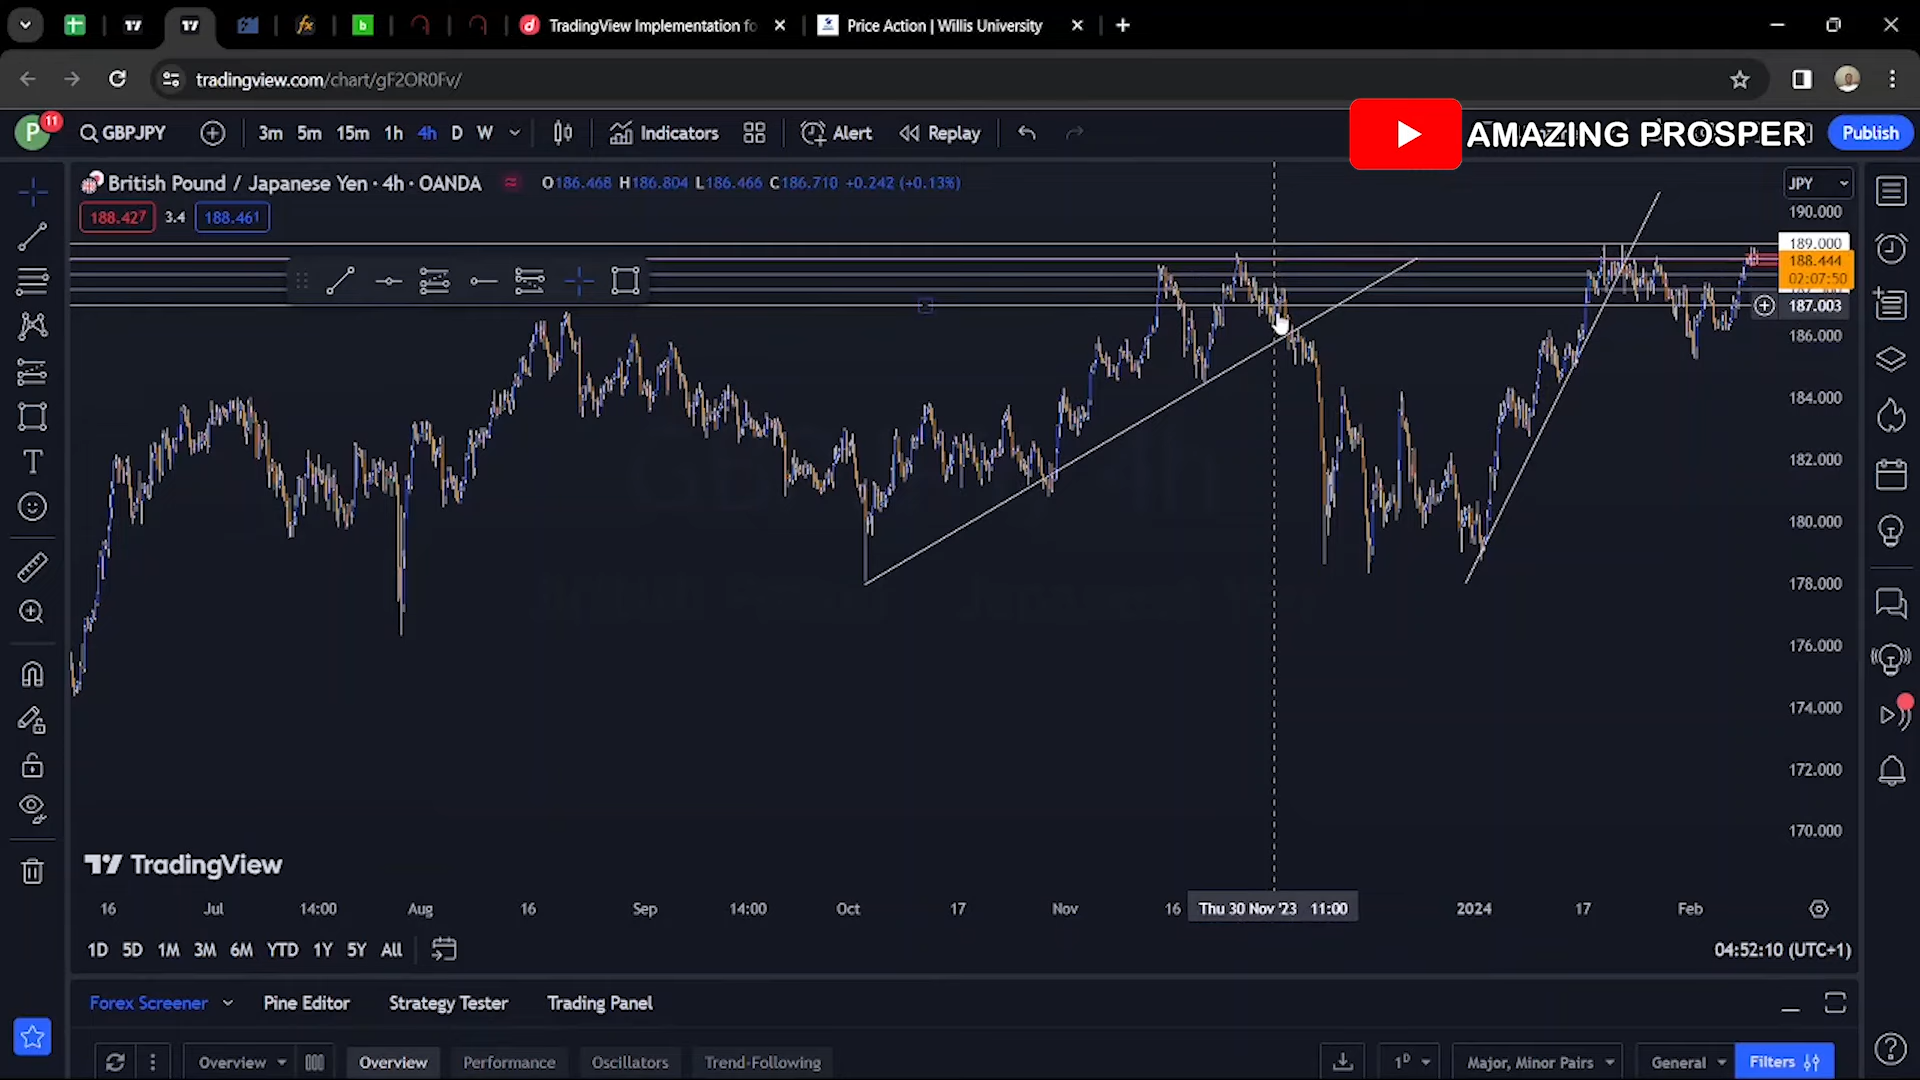 TradingView Implementation fo
Price Action | Willis University
tradingview.com/chart/gF2OR0Fv/
P 11 GBPJPY 3m 5m 15m 1h 4h D W Indicators Alert Replay AMAZING PROSPER Publish
British Pound / Japanese Yen · 4h · OANDA O186.468 H186.804 L186.466 C186.710 +0.242 (+0.13%) JPY
188.427 3.4 188.461
190.000
189.000
188.444
02:07:50
187.003
186.000
184.000
182.000
180.000
178.000
176.000
174.000
172.000
170.000
TradingView
16 Jul 14:00 Aug 16 Sep 14:00 Oct 17 Nov 16 Thu 30 Nov '23 11:00 2024 17 Feb
1D 5D 1M 3M 6M YTD 1Y 5Y All 04:52:10 (UTC+1)
Forex Screener Pine Editor Strategy Tester Trading Panel
Overview Overview Performance Oscillators Trend-Following 1D Major, Minor Pairs General Filters